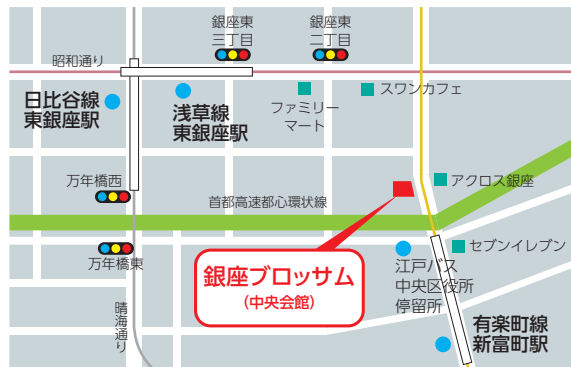 銀座東
三丁目
銀座東
二丁目
昭和通り
日比谷線
東銀座駅
浅草線
東銀座駅
ファミリー
マート
スワンカフェ
万年橋西
アクロス銀座
首都高速都心環状線
万年橋東
銀座ブロッサム
(中央会館)
江戸バス
中央区役所
停留所
セブンイレブン
晴海通り
有楽町線
新富町駅